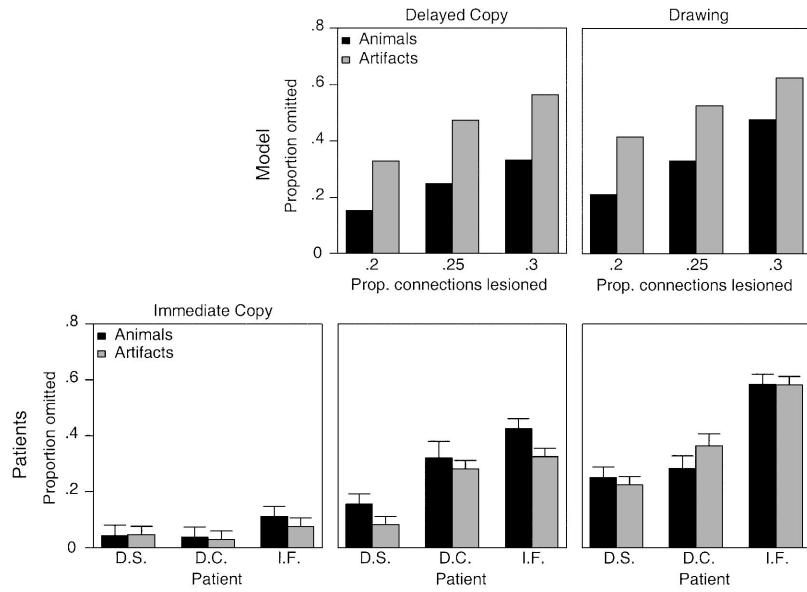 Delayed Copy
Drawing
Model
Proportion omitted
.8
.6
.4
.2
0
Animals
Artifacts
.2 .25 .3
Prop. connections lesioned
.2 .25 .3
Prop. connections lesioned
Immediate Copy
Patients
Proportion omitted
.8
.6
.4
.2
0
Animals
Artifacts
D.S. D.C. I.F.
Patient
D.S. D.C. I.F.
Patient
D.S. D.C. I.F.
Patient